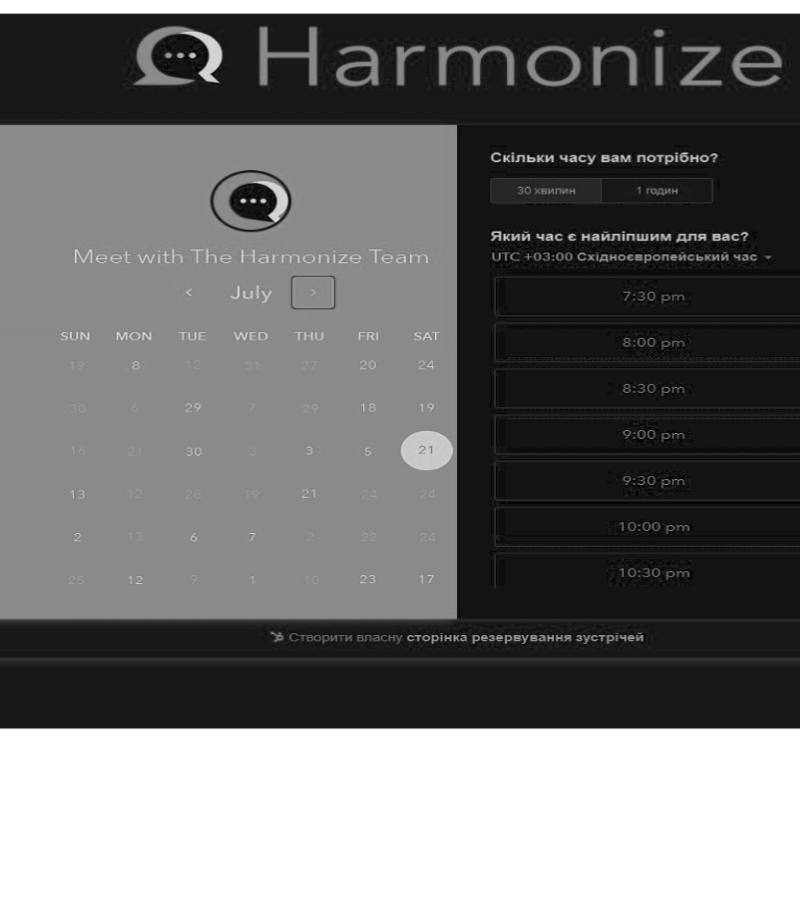 Harmonize
Meet with The Harmonize Team
July
SUN MON TUE WED THU FRI SAT
19 8 12 31 27 20 24
30 6 29 7 29 18 19
16 21 30 3 3 5 21
13 12 28 19 21 24 24
2 13 6 7 2 22 24
25 12 9 1 10 23 17
Скільки часу вам потрібно?
30 хвилин 1 годин
Який час є найліпшим для вас?
UTC +03:00 Східноєвропейський час
7:30 pm
8:00 pm
8:30 pm
9:00 pm
9:30 pm
10:00 pm
10:30 pm
Створити власну сторінка резервування зустрічей